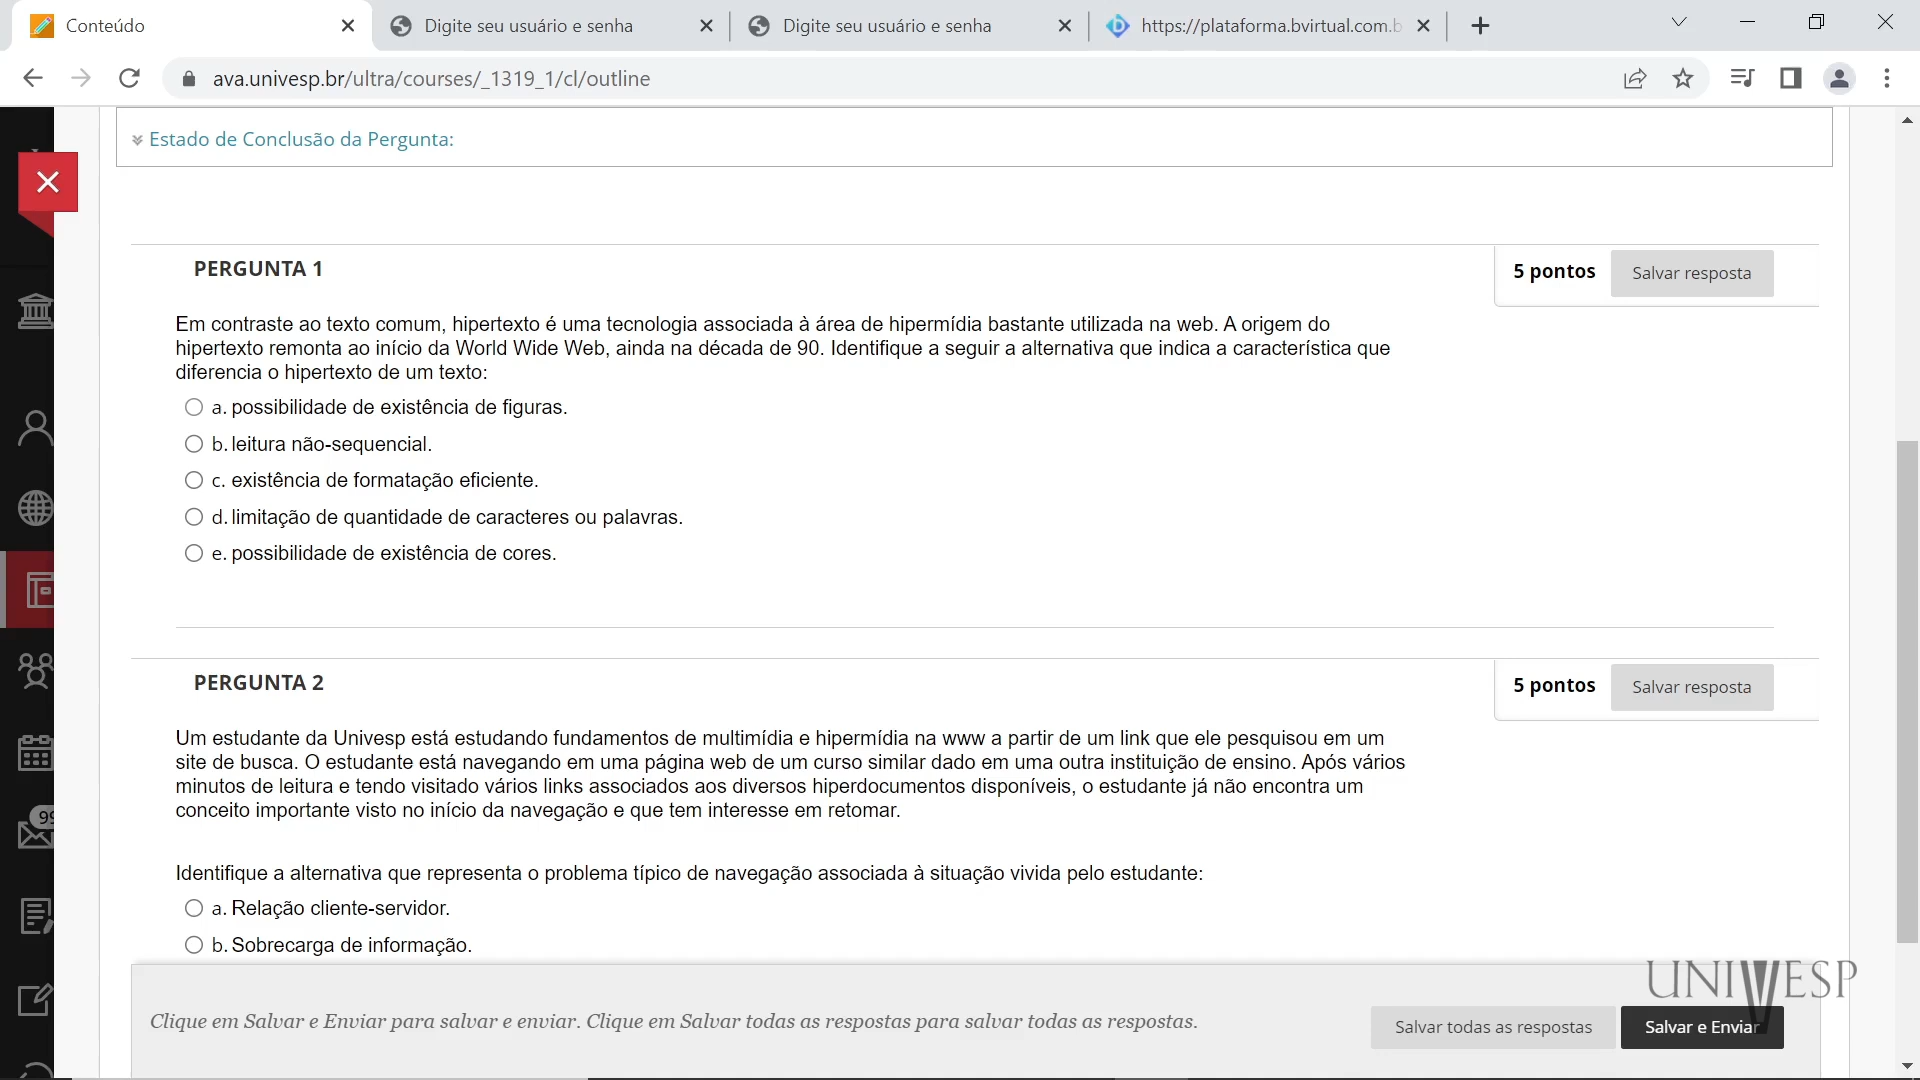 Conteúdo
Digite seu usuário e senha
Digite seu usuário e senha
https://plataforma.bvirtual.com.b
ava.univesp.br/ultra/courses/_1319_1/cl/outline
Estado de Conclusão da Pergunta:
PERGUNTA 1
5 pontos
Salvar resposta
Em contraste ao texto comum, hipertexto é uma tecnologia associada à área de hipermídia bastante utilizada na web. A origem do
hipertexto remonta ao início da World Wide Web, ainda na década de 90. Identifique a seguir a alternativa que indica a característica que
diferencia o hipertexto de um texto:
a. possibilidade de existência de figuras.
b. leitura não-sequencial.
c. existência de formatação eficiente.
d. limitação de quantidade de caracteres ou palavras.
e. possibilidade de existência de cores.
PERGUNTA 2
5 pontos
Salvar resposta
Um estudante da Univesp está estudando fundamentos de multimídia e hipermídia na www a partir de um link que ele pesquisou em um
site de busca. O estudante está navegando em uma página web de um curso similar dado em uma outra instituição de ensino. Após vários
minutos de leitura e tendo visitado vários links associados aos diversos hiperdocumentos disponíveis, o estudante já não encontra um
conceito importante visto no início da navegação e que tem interesse em retomar.
Identifique a alternativa que representa o problema típico de navegação associada à situação vivida pelo estudante:
a. Relação cliente-servidor.
b. Sobrecarga de informação.
99
UNIVESP
Clique em Salvar e Enviar para salvar e enviar. Clique em Salvar todas as respostas para salvar todas as respostas.
Salvar todas as respostas
Salvar e Enviar